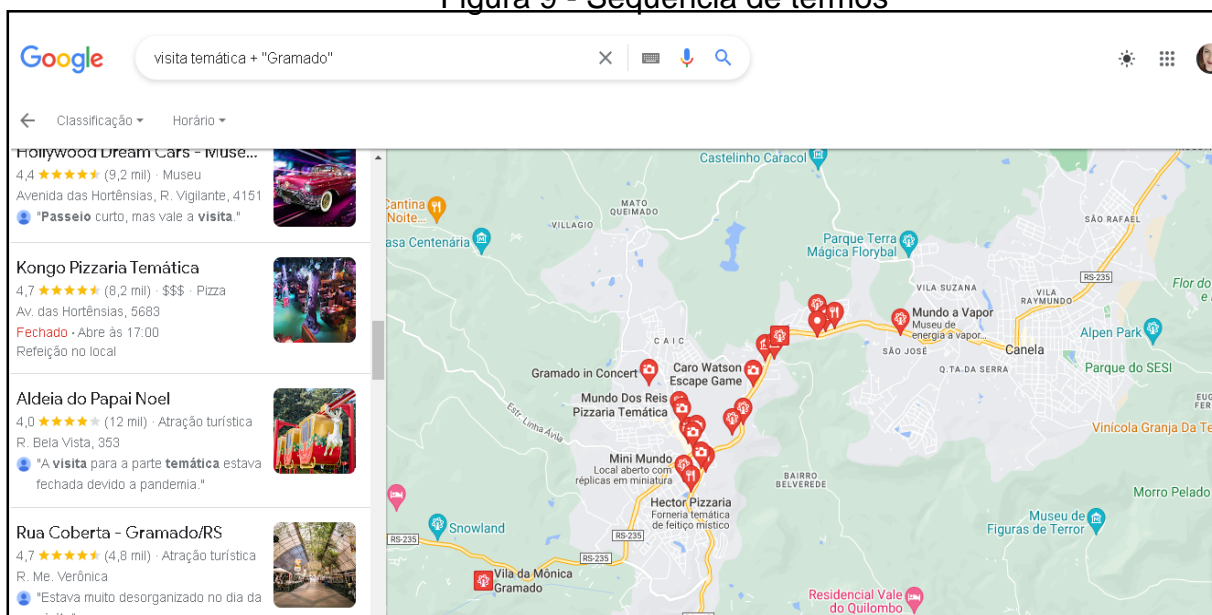 Figura 9 - Sequência de termos
Google
visita temática + "Gramado"
Classificação
Horário
Hollywood Dream Cars - Muse...
4,4 (9,2 mil) · Museu
Avenida das Hortênsias, R. Vigilante, 4151
"Passeio curto, mas vale a visita."
Kongo Pizzaria Temática
4,7 (8,2 mil) · $$$ · Pizza
Av. das Hortênsias, 5683
Fechado · Abre às 17:00
Refeição no local
Aldeia do Papai Noel
4,0 (12 mil) · Atração turística
R. Bela Vista, 353
"A visita para a parte temática estava
fechada devido a pandemia."
Rua Coberta - Gramado/RS
4,7 (4,8 mil) · Atração turística
R. Me. Verônica
"Estava muito desorganizado no dia da
Castelinho Caracol
Cantina
Noite...
MATO
QUEIMADO
VILLAGIO
asa Centenária
Parque Terra
Mágica Florybal
SÃO RAFAEL
RS-235
VILA SUZANA
VILA
RAYMUNDO
Flor do
e
Mundo a Vapor
Museu de
energia a vapor...
Alpen Park
SÃO JOSÉ
Canela
Q.TA DA SERRA
Parque do SESI
CAIC
Gramado in Concert
Caro Watson
Escape Game
Mundo Dos Reis
Pizzaria Temática
Estr. Linha Ávila
EUG
FER
Vinícola Granja Da Te
Mini Mundo
Local aberto com
réplicas em miniatura
BAIRRO
BELVEREDE
Morro Pelado
Hector Pizzaria
Forneria temática
de feitiço místico
Museu de
Figuras de Terror
Snowland
RS-235
RS-235
RS-235
Vila da Mônica
Gramado
Residencial Vale
do Quilombo